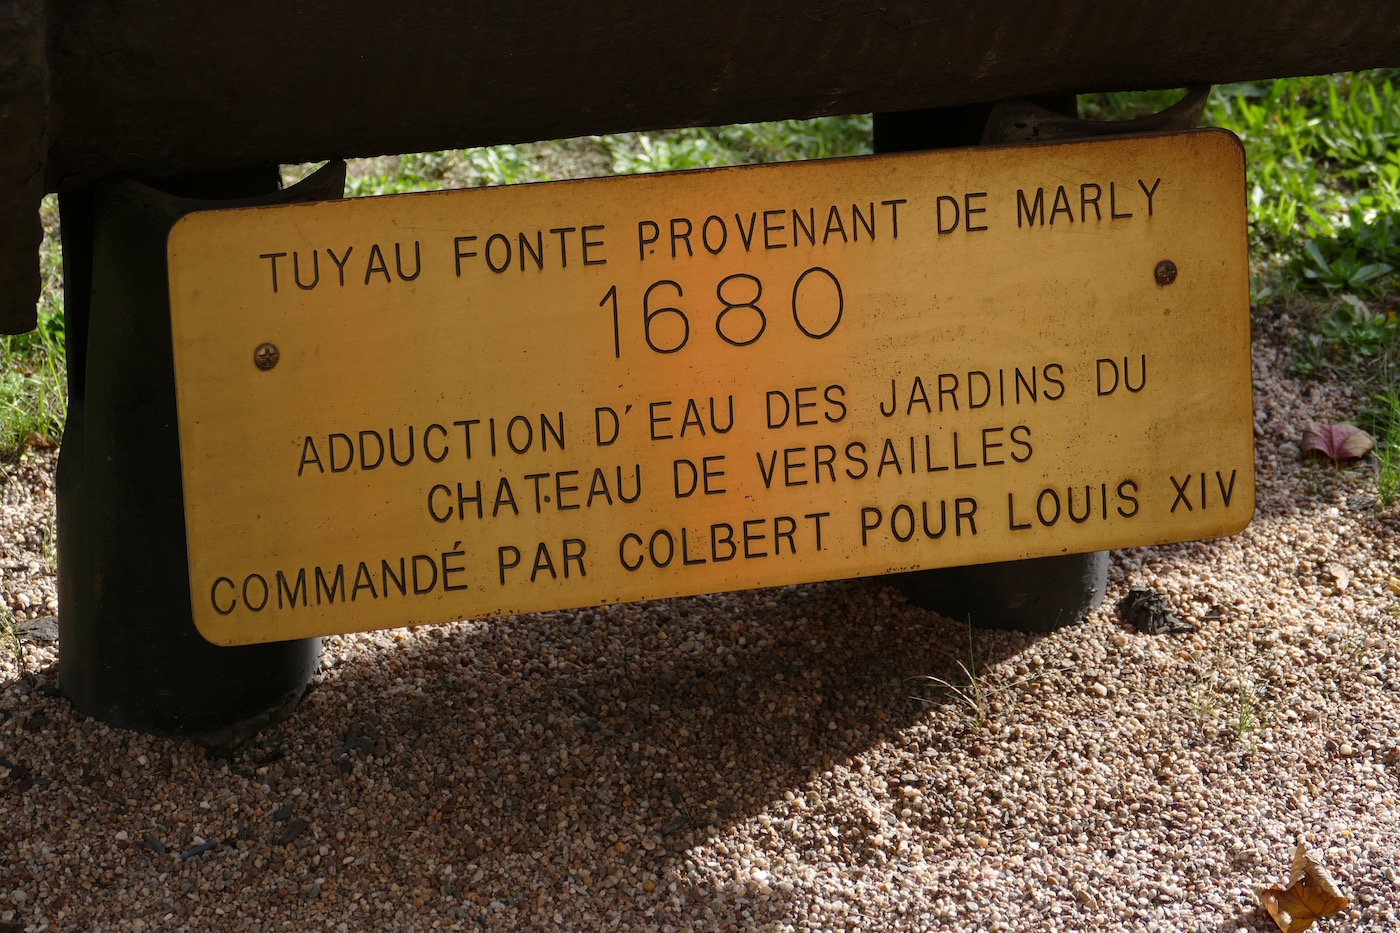 TUYAU FONTE PROVENANT DE MARLY
1680
ADDUCTION D'EAU DES JARDINS DU
CHATEAU DE VERSAILLES
COMMANDÉ PAR COLBERT POUR LOUIS XIV